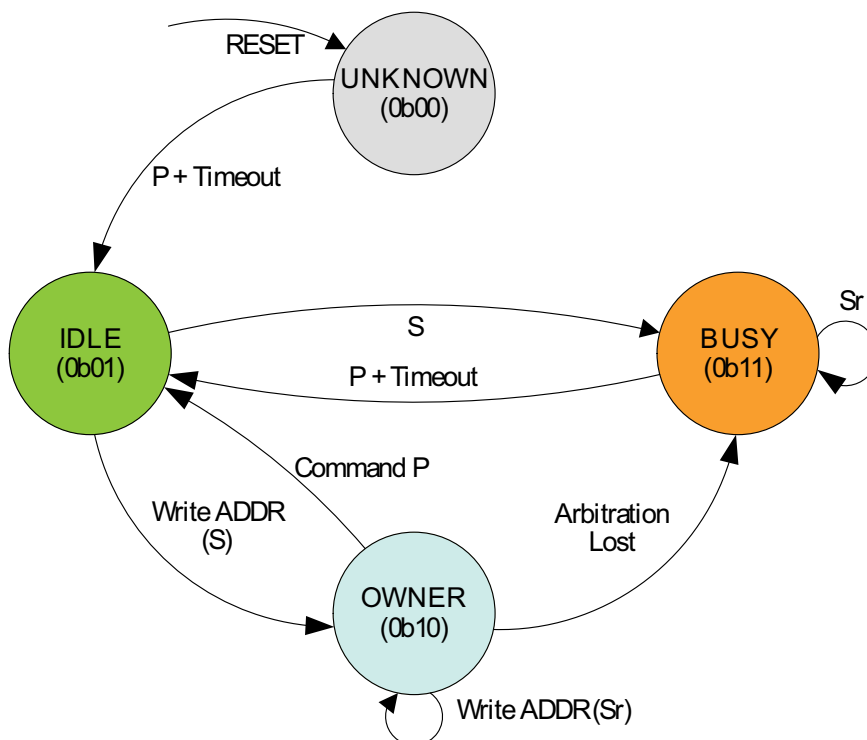 RESET
UNKNOWN
(0b00)
P + Timeout
IDLE
(0b01)
S
BUSY
(0b11)
Sr
P + Timeout
Command P
Write ADDR
(S)
Arbitration
Lost
OWNER
(0b10)
Write ADDR(Sr)